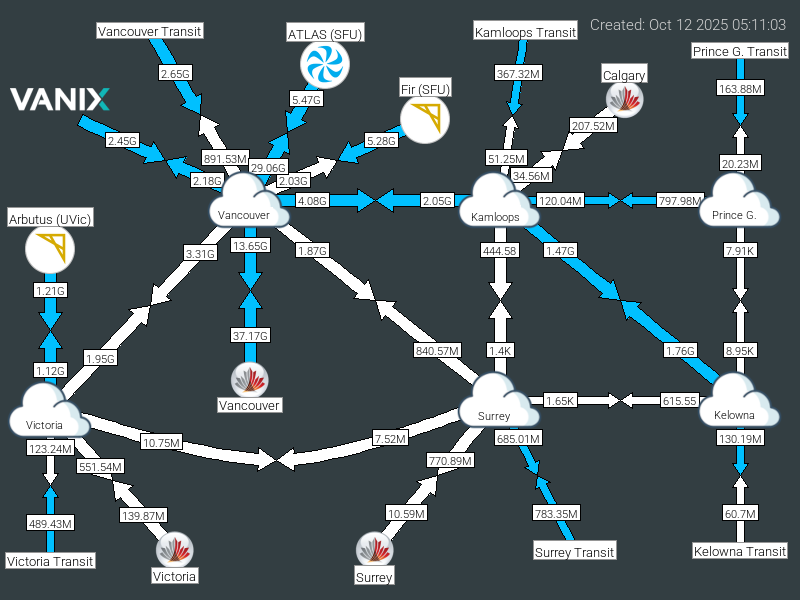 Created: Oct 12 2025 05:11:03
Vancouver Transit
ATLAS (SFU)
Kamloops Transit
Prince G. Transit
2.65G
367.32M
Calgary
163.88M
VANIX
5.47G
Fir (SFU)
207.52M
2.45G
5.28G
891.53M
29.06G
51.25M
20.23M
2.18G
2.03G
34.56M
4.08G
2.05G
120.04M
797.98M
Vancouver
Kamloops
Prince G.
Arbutus (UVic)
3.31G
13.65G
1.87G
444.58
1.47G
7.91K
1.21G
37.17G
1.95G
840.57M
1.4K
1.76G
8.95K
1.12G
Vancouver
1.65K
615.55
Victoria
Surrey
Kelowna
123.24M
10.75M
7.52M
685.01M
130.19M
551.54M
770.89M
489.43M
139.87M
10.59M
783.35M
60.7M
Victoria Transit
Victoria
Surrey
Surrey Transit
Kelowna Transit